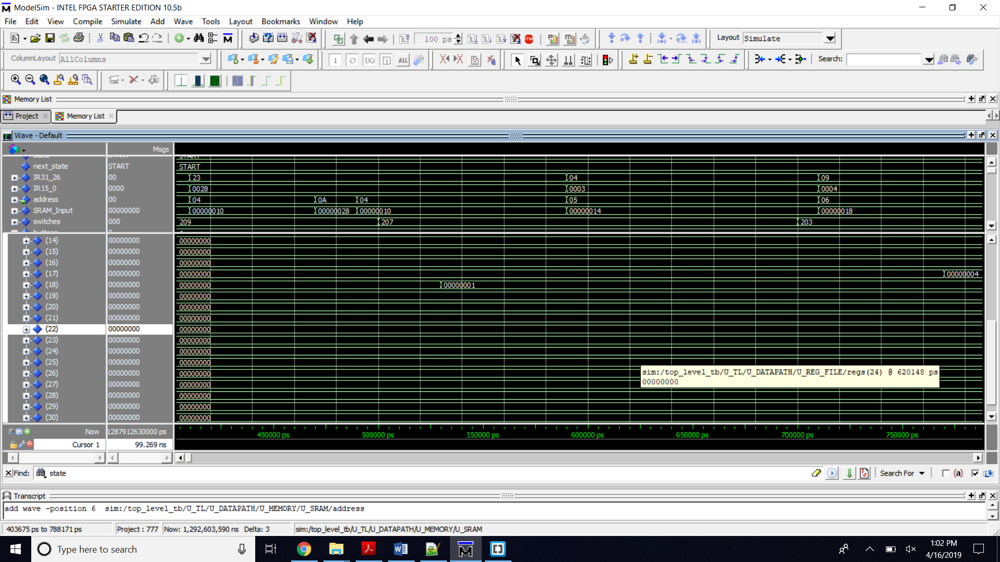 ModelSim - INTEL FPGA STARTER EDITION 10.5b
File Edit View Compile Simulate Add Wave Tools Layout Bookmarks Window Help
100 ps
Layout Simulate
ColumnLayout AllColumns
Search:
Memory List
Project
Memory List
Wave - Default
Msgs
next_state START START
IR31_26 00 23 04 09
IR15_0 0000 0028 0003 0004
address 00 04 0A 04 05 06
SRAM_Input 00000000 00000010 00000028 00000010 00000014 00000018
switches 000 209 207 203
(14) 00000000 00000000
(15) 00000000 00000000
(16) 00000000 00000000
(17) 00000000 00000000 00000004
(18) 00000000 00000000 00000001
(19) 00000000 00000000
(20) 00000000 00000000
(21) 00000000 00000000
(22) 00000000 00000000
(23) 00000000 00000000
(24) 00000000 00000000
(25) 00000000 00000000
(26) 00000000 00000000
(27) 00000000 00000000
(28) 00000000 00000000
(29) 00000000 00000000
(30) 00000000 00000000
sim:/top_level_tb/U_TL/U_DATAPATH/U_REG_FILE/regs(24) @ 620148 ps
00000000
Now 1287912630000 ps
450000 ps 500000 ps 550000 ps 600000 ps 650000 ps 700000 ps 750000 ps
Cursor 1 99.269 ns
Find: state
Search For
Transcript
add wave -position 6 sim:/top_level_tb/U_TL/U_DATAPATH/U_MEMORY/U_SRAM/address
403675 ps to 788171 ps Project : 777 Now: 1,292,603,590 ns Delta: 3 sim:/top_level_tb/U_TL/U_DATAPATH/U_MEMORY/U_SRAM
Type here to search
1:02 PM
4/16/2019